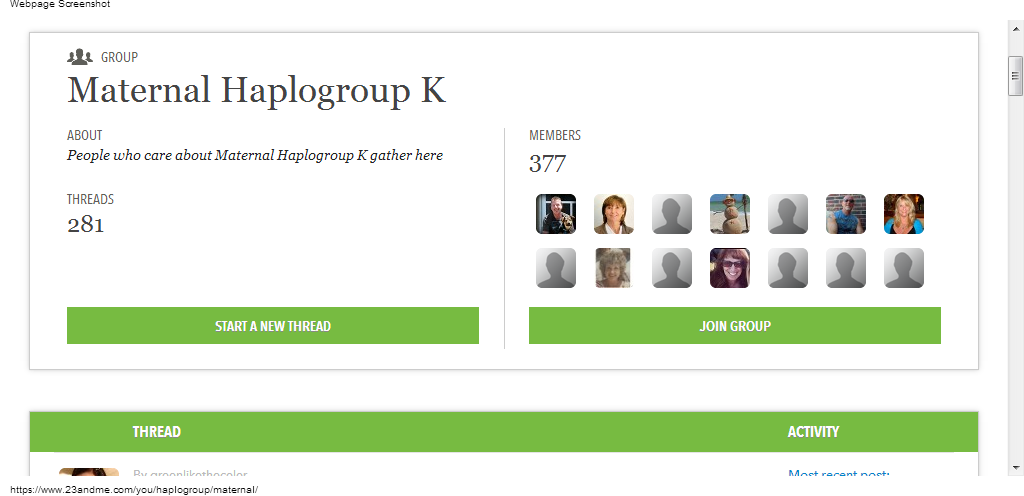 Webpage Screenshot
GROUP
Maternal Haplogroup K
ABOUT
People who care about Maternal Haplogroup K gather here
THREADS
281
START A NEW THREAD
MEMBERS
377
JOIN GROUP
THREAD
ACTIVITY
By greenlikethecolor
Most recent post:
https://www.23andme.com/you/haplogroup/maternal/